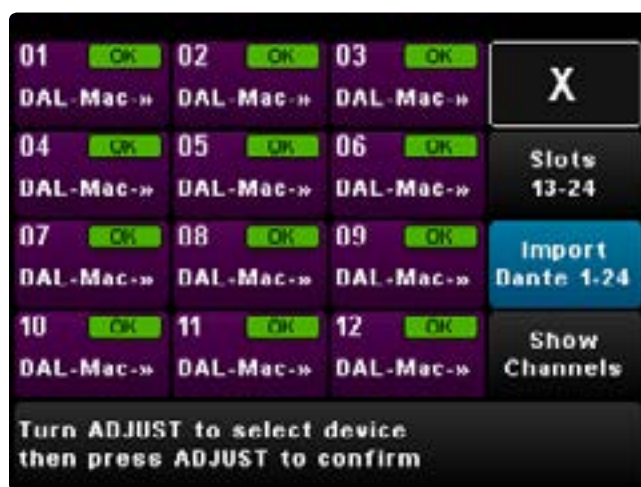 01 OK 02 OK 03 OK X
DAL-Mac-» DAL-Mac-» DAL-Mac-»
04 OK 05 OK 06 OK Slots
DAL-Mac-» DAL-Mac-» DAL-Mac-» 13-24
07 OK 08 OK 09 OK Import
DAL-Mac-» DAL-Mac-» DAL-Mac-» Dante 1-24
10 OK 11 OK 12 OK Show
DAL-Mac-» DAL-Mac-» DAL-Mac-» Channels
Turn ADJUST to select device
then press ADJUST to confirm